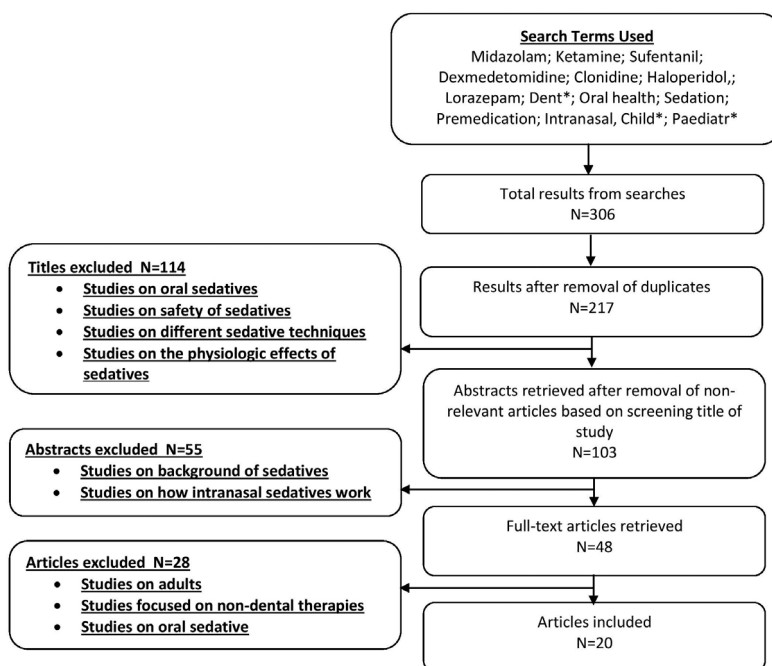 Search Terms Used
Midazolam; Ketamine; Sufentanil;
Dexmedetomidine; Clonidine; Haloperidol,;
Lorazepam; Dent*; Oral health; Sedation;
Premedication; Intranasal, Child*; Paediatr*
Total results from searches
N=306
Titles excluded N=114
• Studies on oral sedatives
• Studies on safety of sedatives
• Studies on different sedative techniques
• Studies on the physiologic effects of
sedatives
Results after removal of duplicates
N=217
Abstracts retrieved after removal of non-
relevant articles based on screening title of
study
N=103
Abstracts excluded N=55
• Studies on background of sedatives
• Studies on how intranasal sedatives work
Full-text articles retrieved
N=48
Articles excluded N=28
• Studies on adults
• Studies focused on non-dental therapies
• Studies on oral sedative
Articles included
N=20